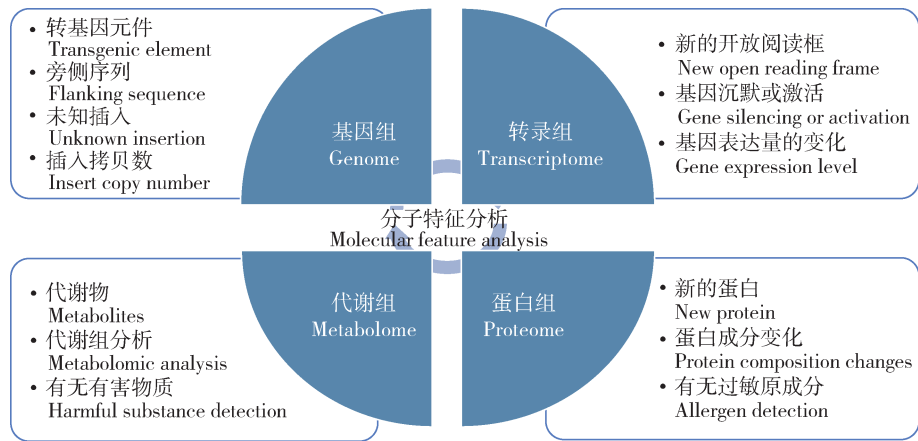 • 转基因元件
Transgenic element
• 旁侧序列
Flanking sequence
• 未知插入
Unknown insertion
• 插入拷贝数
Insert copy number
基因组
Genome
转录组
Transcriptome
• 新的开放阅读框
New open reading frame
• 基因沉默或激活
Gene silencing or activation
• 基因表达量的变化
Gene expression level
分子特征分析
Molecular feature analysis
• 代谢物
Metabolites
• 代谢组分析
Metabolomic analysis
• 有无有害物质
Harmful substance detection
代谢组
Metabolome
蛋白组
Proteome
• 新的蛋白
New protein
• 蛋白成分变化
Protein composition changes
• 有无过敏原成分
Allergen detection